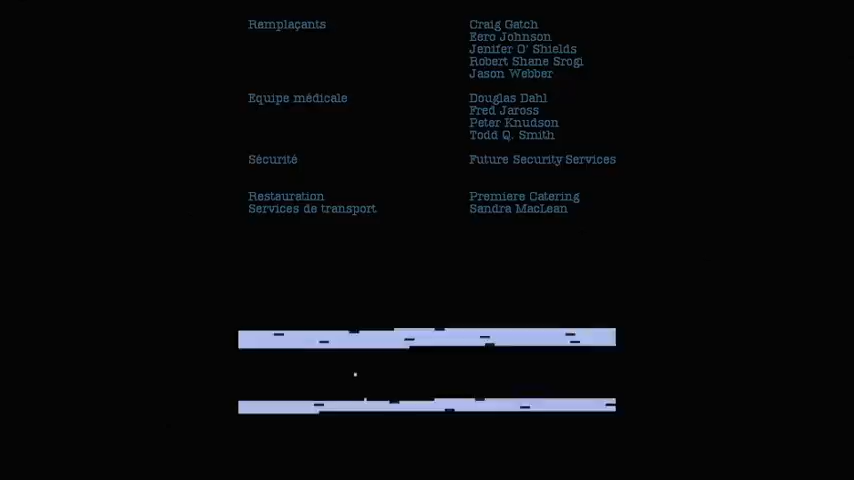 Ramplaçants Craig Gatch
Eero Johnson
Jenifer O' Shields
Robert Shane Srogi
Jason Webber
Equipe médicale Douglas Dahl
Fred Jaross
Peter Knudson
Todd Q. Smith
Sécurité Future Security Services
Restauration Premiere Catering
Services de transport Sandra MacLean